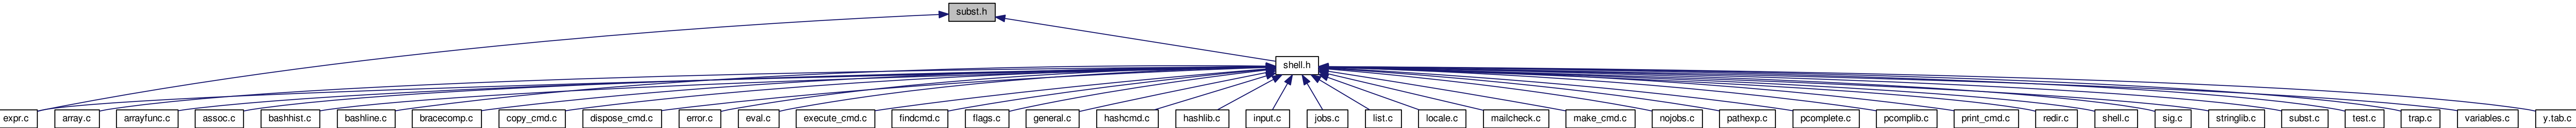 subst.h
shell.h
expr.c array.c arrayfunc.c assoc.c bashhist.c bashline.c bracecomp.c copy_cmd.c dispose_cmd.c error.c eval.c execute_cmd.c findcmd.c flags.c general.c hashcmd.c hashlib.c input.c jobs.c list.c locale.c mailcheck.c make_cmd.c nojobs.c pathexp.c pcomplete.c pcomplib.c print_cmd.c redir.c shell.c sig.c stringlib.c subst.c test.c trap.c variables.c y.tab.c